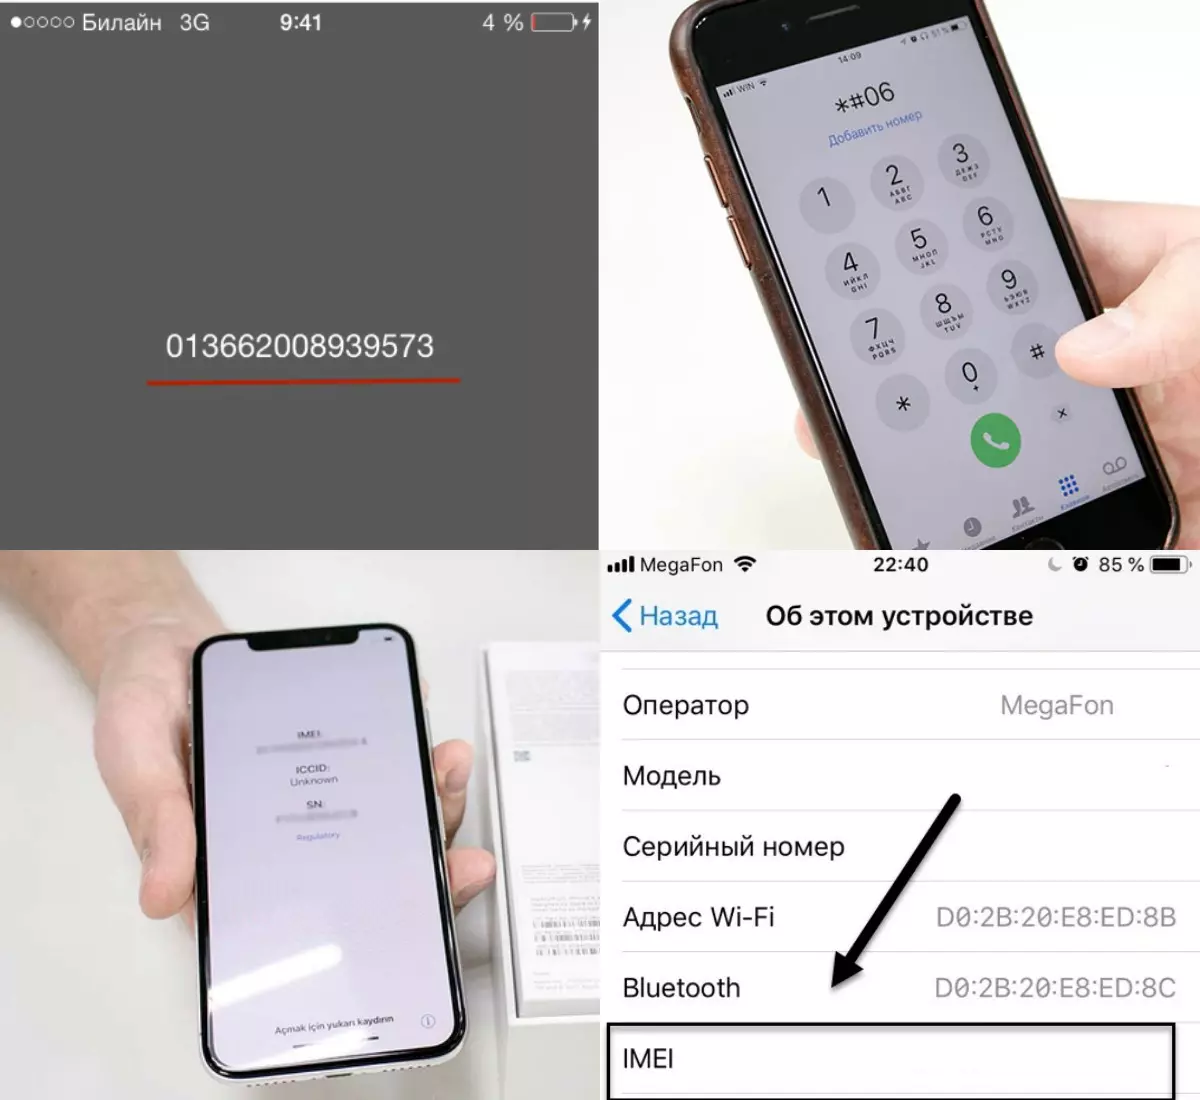 Билайн 3G 9:41 4 %
013662008939573
WIN 14:09 51%
*#06
Добавить номер
1
2 АБВГ ABC
3 ДЕЖЗ DEF
4 ИЙКЛ GHI
5 МНОП JKL
6 РСТУ MNO
7 ФХЦЧ PQRS
8 ШЩЪЫ TUV
9 ЬЭЮЯ WXYZ
*
0 +
#
Контакты
IMEI:
ICCID:
Unknown
SN:
Regulatory
Açmak için yukarı kaydırın
MegaFon 22:40 85 %
Назад Об этом устройстве
Оператор MegaFon
Модель
Серийный номер
Адрес Wi-Fi D0:2B:20:E8:ED:8B
Bluetooth D0:2B:20:E8:ED:8C
IMEI